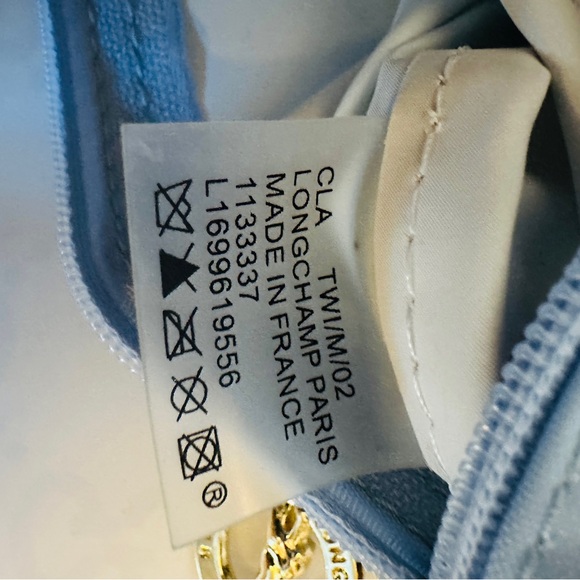 CLA TWI/M/02
LONGCHAMP PARIS
MADE IN FRANCE
1133337
L1699619556
®